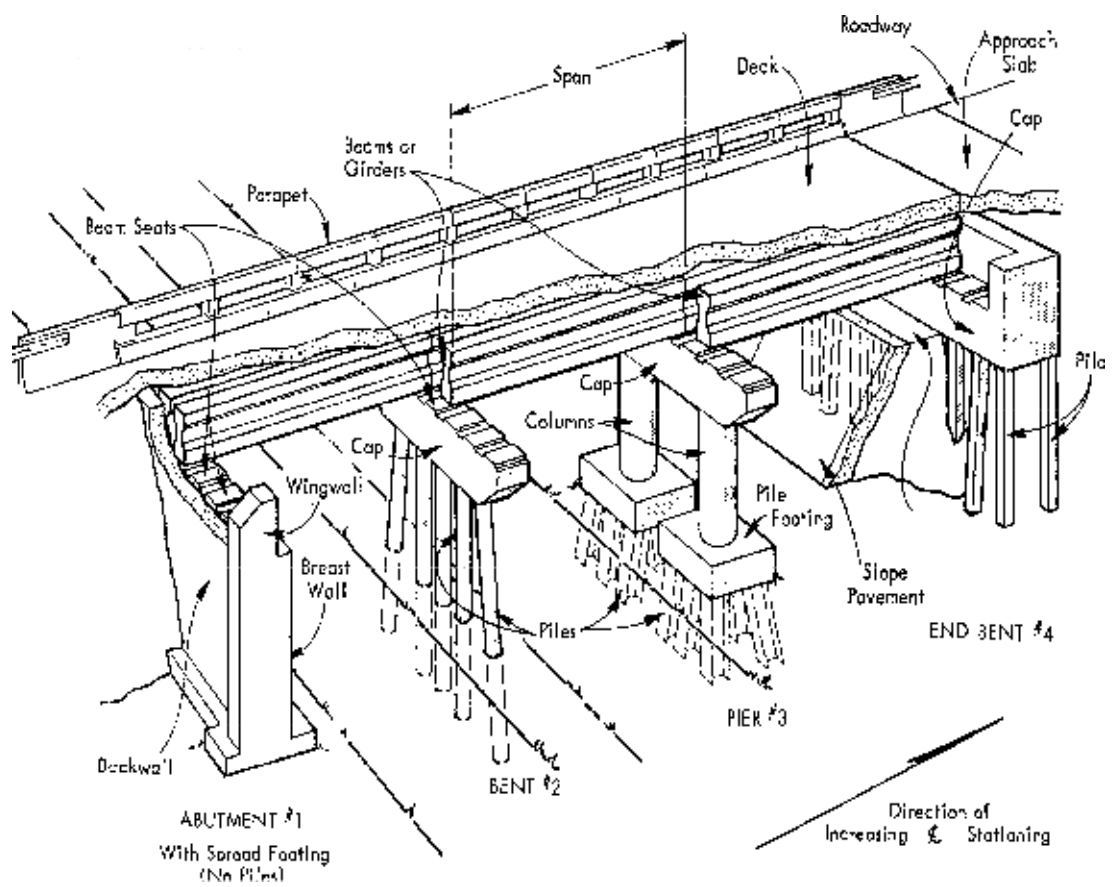 Roadway
Approach
Slab
Span
Deck
Cap
Beams or
Girders
Parapet
Beam Seats
Cap
Pile
Columns
Cap
Wingwall
Pile
Footing
Breast
Wall
Slope
Pavement
Piles
END BENT #4
PIER #3
Backwall
BENT #2
ABUTMENT #1
With Spread Footing
(No Piles)
Direction of
Increasing ℄ Stationing